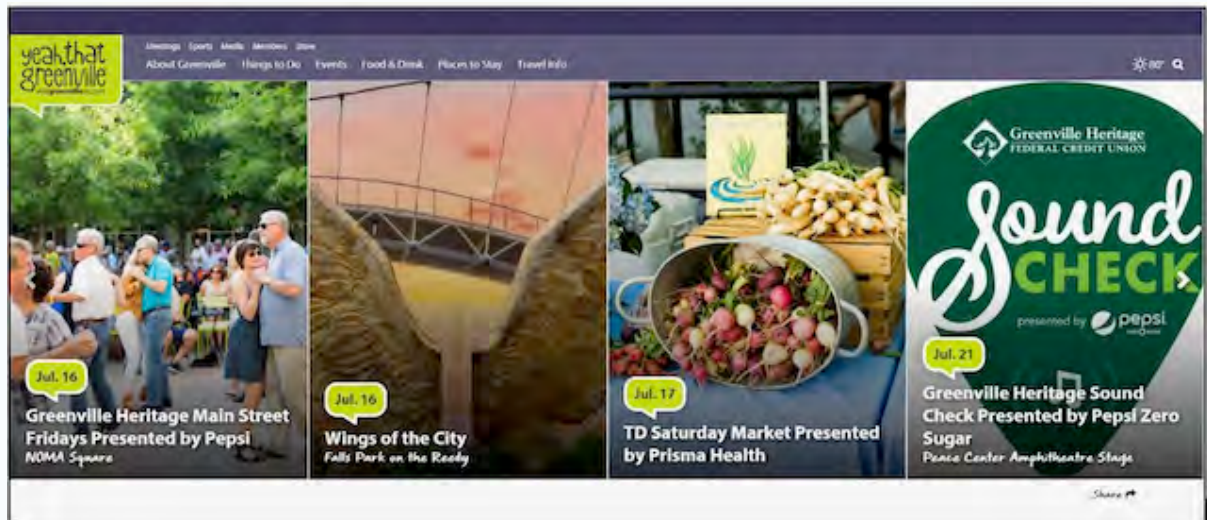 yeah, that
greenville
Meetings Sports Media Members Store
About Greenville Things to Do Events Food & Drink Places to Stay Travel Info
80°
Greenville Heritage
FEDERAL CREDIT UNION
Sound
CHECK
presented by pepsi
Jul. 16
Greenville Heritage Main Street
Fridays Presented by Pepsi
NOMA Square
Jul. 16
Wings of the City
Falls Park on the Reedy
Jul. 17
TD Saturday Market Presented
by Prisma Health
Jul. 21
Greenville Heritage Sound
Check Presented by Pepsi Zero
Sugar
Peace Center Amphitheatre Stage
Share